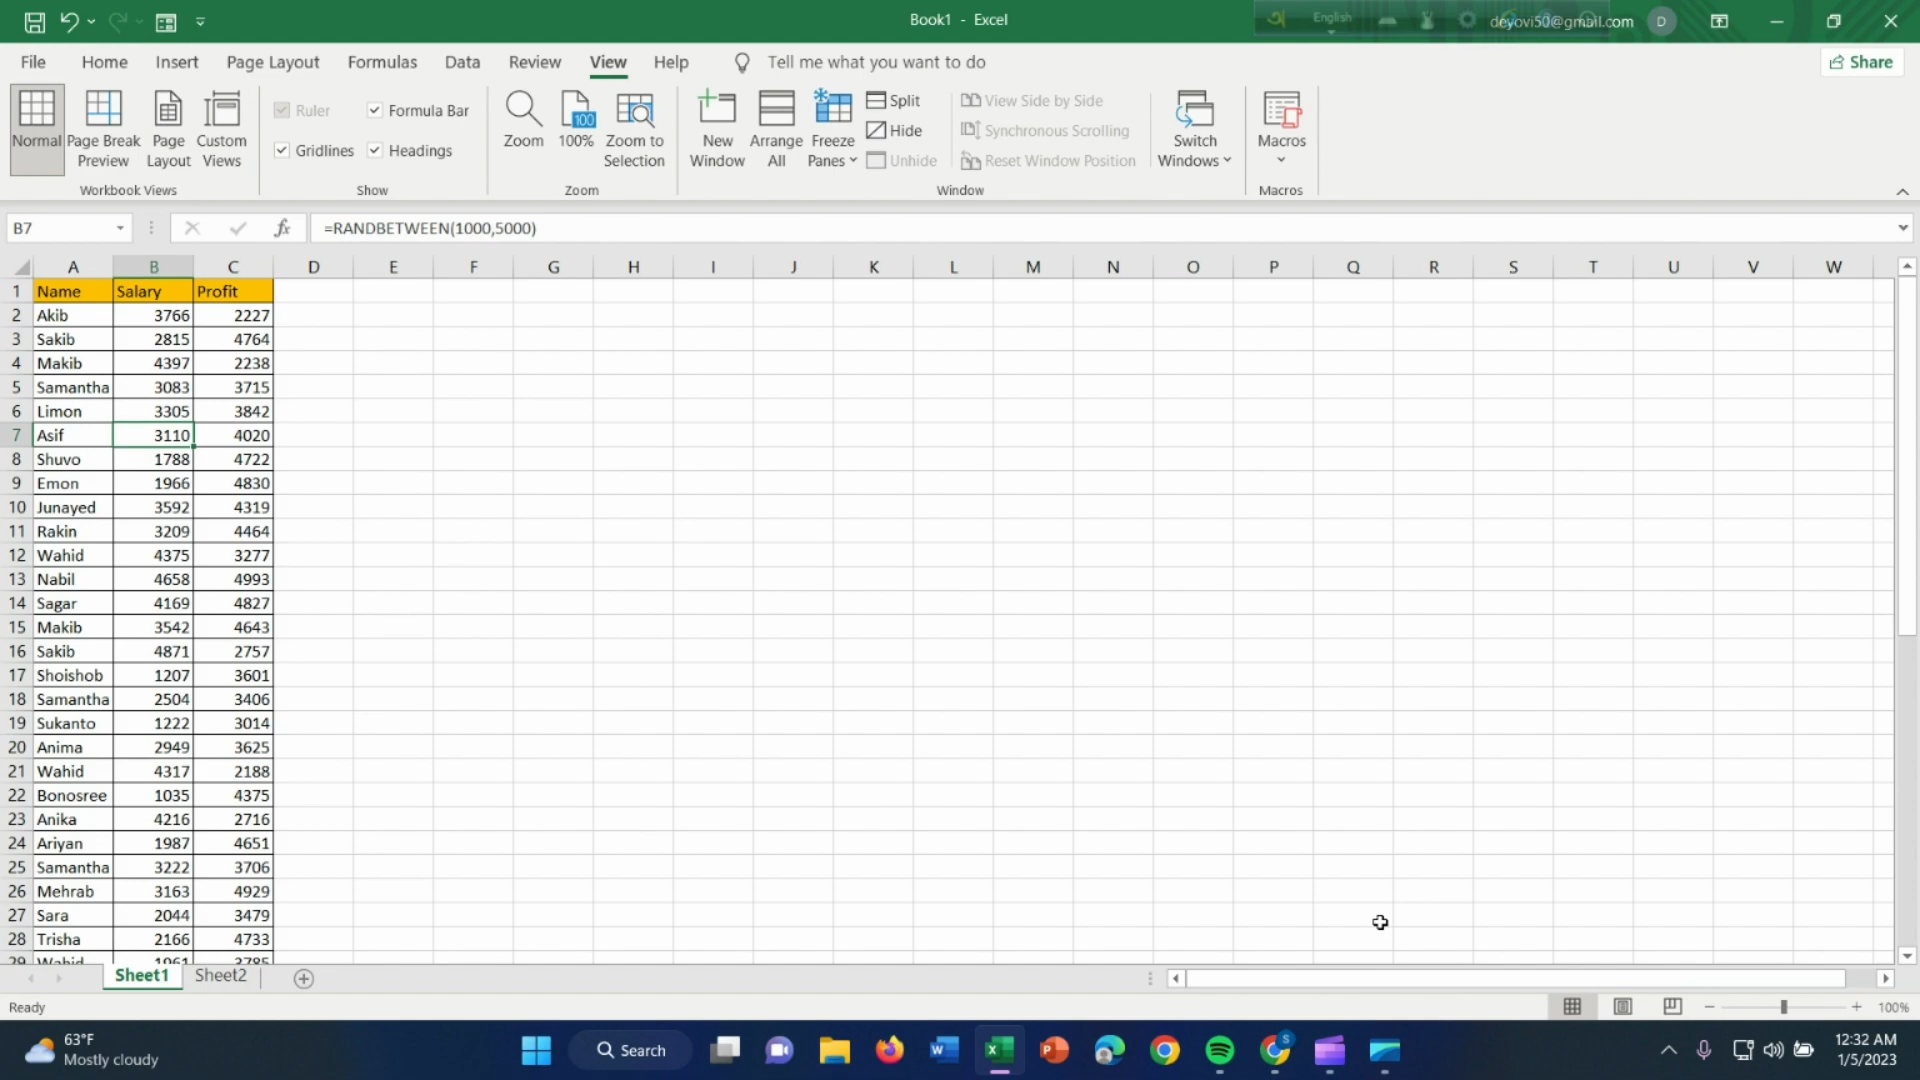 Book1 - Excel
English
deyovi50@gmail.com
D
File Home Insert Page Layout Formulas Data Review View Help Tell me what you want to do
Share
Normal
Page Break Preview
Page Layout
Custom Views
Workbook Views
Ruler
Formula Bar
Gridlines
Headings
Show
Zoom
100
100%
Zoom to Selection
Zoom
New Window
Arrange All
Freeze Panes
Split
Hide
Unhide
View Side by Side
Synchronous Scrolling
Reset Window Position
Window
Switch Windows
Macros
Macros
B7
fx
=RANDBETWEEN(1000,5000)
A B C D E F G H I J K L M N O P Q R S T U V W
1 Name Salary Profit
2 Akib 3766 2227
3 Sakib 2815 4764
4 Makib 4397 2238
5 Samantha 3083 3715
6 Limon 3305 3842
7 Asif 3110 4020
8 Shuvo 1788 4722
9 Emon 1966 4830
10 Junayed 3592 4319
11 Rakin 3209 4464
12 Wahid 4375 3277
13 Nabil 4658 4993
14 Sagar 4169 4827
15 Makib 3542 4643
16 Sakib 4871 2757
17 Shoishob 1207 3601
18 Samantha 2504 3406
19 Sukanto 1222 3014
20 Anima 2949 3625
21 Wahid 4317 2188
22 Bonosree 1035 4375
23 Anika 4216 2716
24 Ariyan 1987 4651
25 Samantha 3222 3706
26 Mehrab 3163 4929
27 Sara 2044 3479
28 Trisha 2166 4733
29 Wahid 1961 3785
Sheet1 Sheet2
Ready
100%
63°F
Mostly cloudy
Search
12:32 AM
1/5/2023